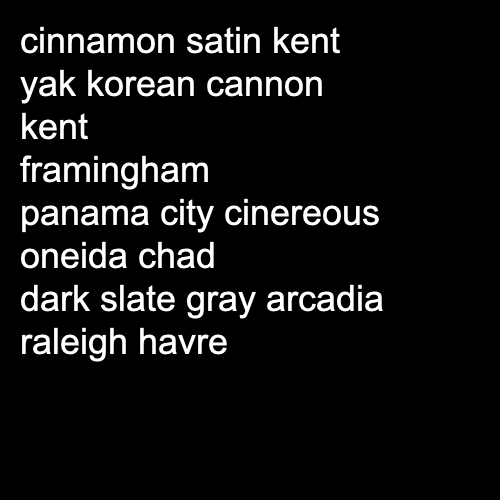 cinnamon satin kent
yak korean cannon
kent
framingham
panama city cinereous
oneida chad
dark slate gray arcadia
raleigh havre